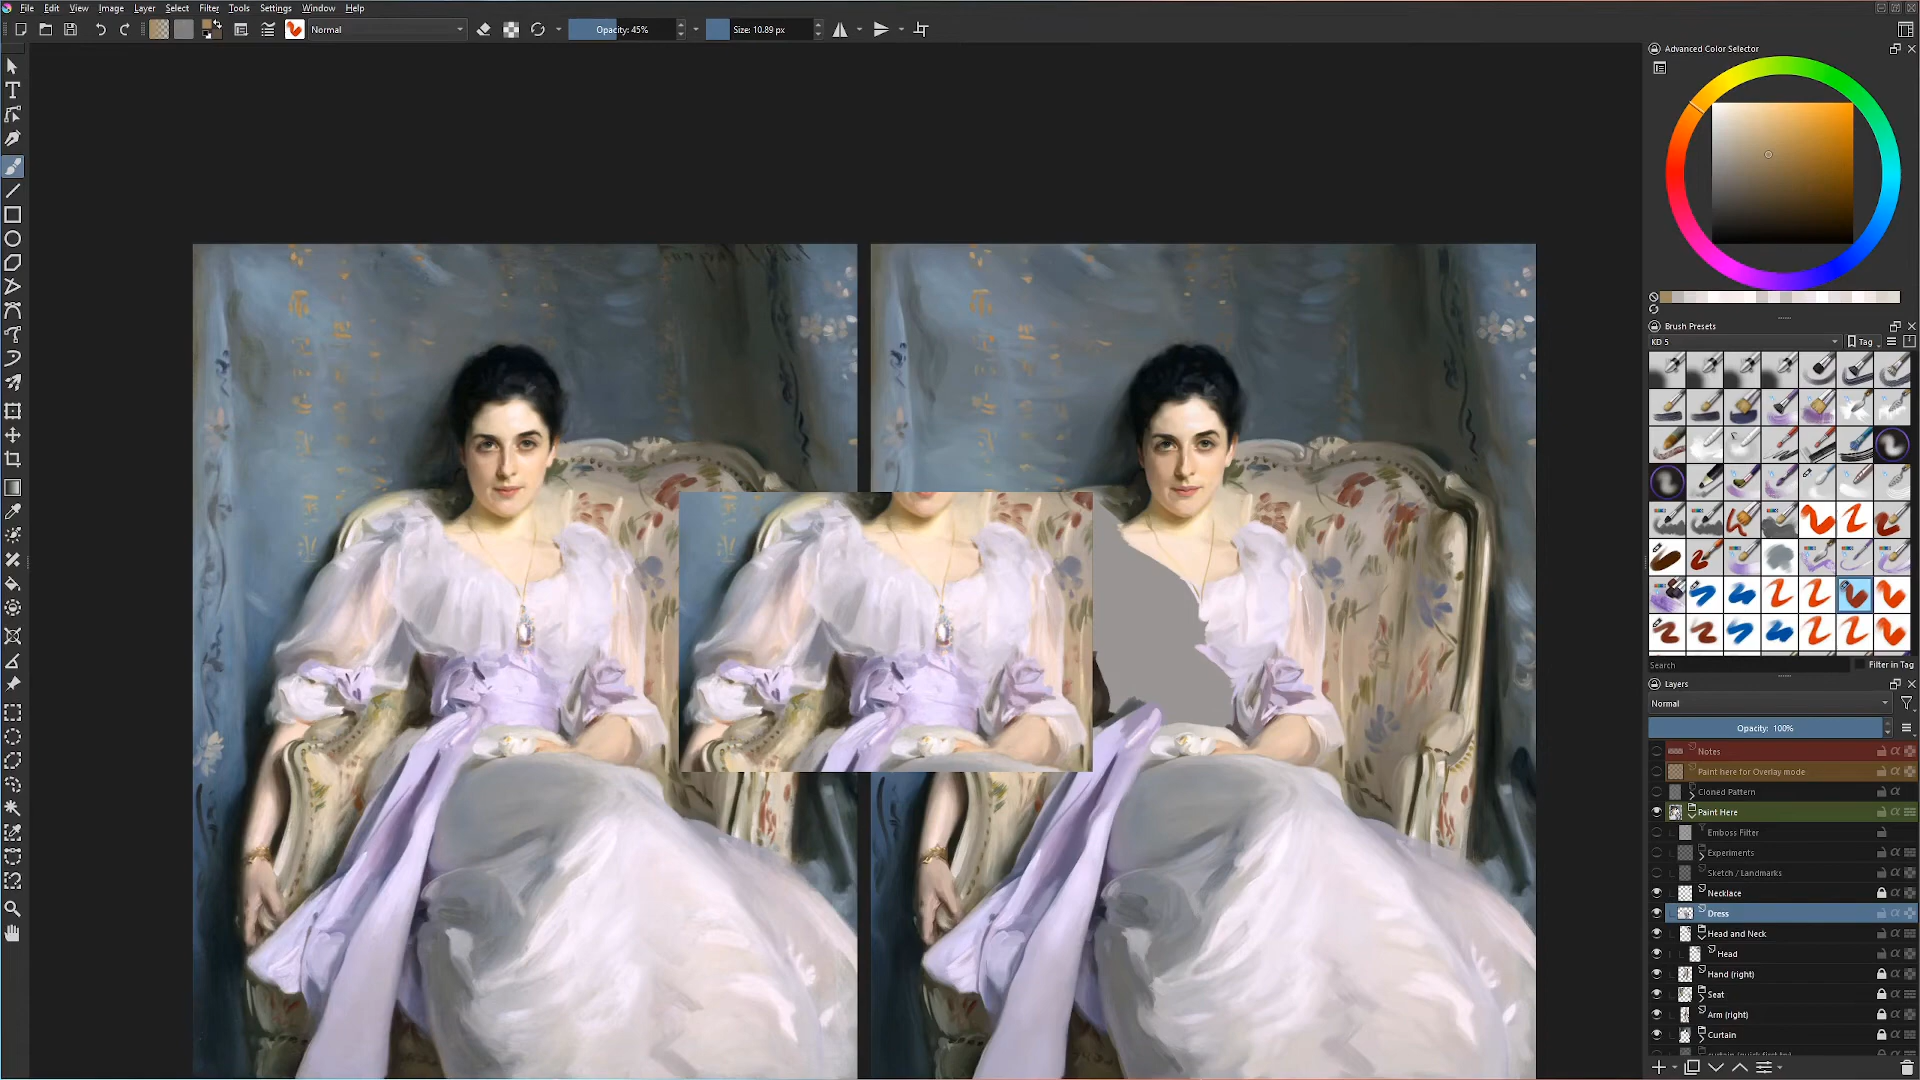 File Edit View Image Layer Select Filter Tools Settings Window Help
Normal Opacity: 45% Size: 10.89 px
Advanced Color Selector
Brush Presets
KD 5 Tag
Search Filter in Tag
Layers
Normal
Opacity: 100%
Notes
Paint here for Overlay mode
Cloned Pattern
Paint Here
Emboss Filter
Experiments
Sketch / Landmarks
Necklace
Dress
Head and Neck
Head
Hand (right)
Seat
Arm (right)
Curtain